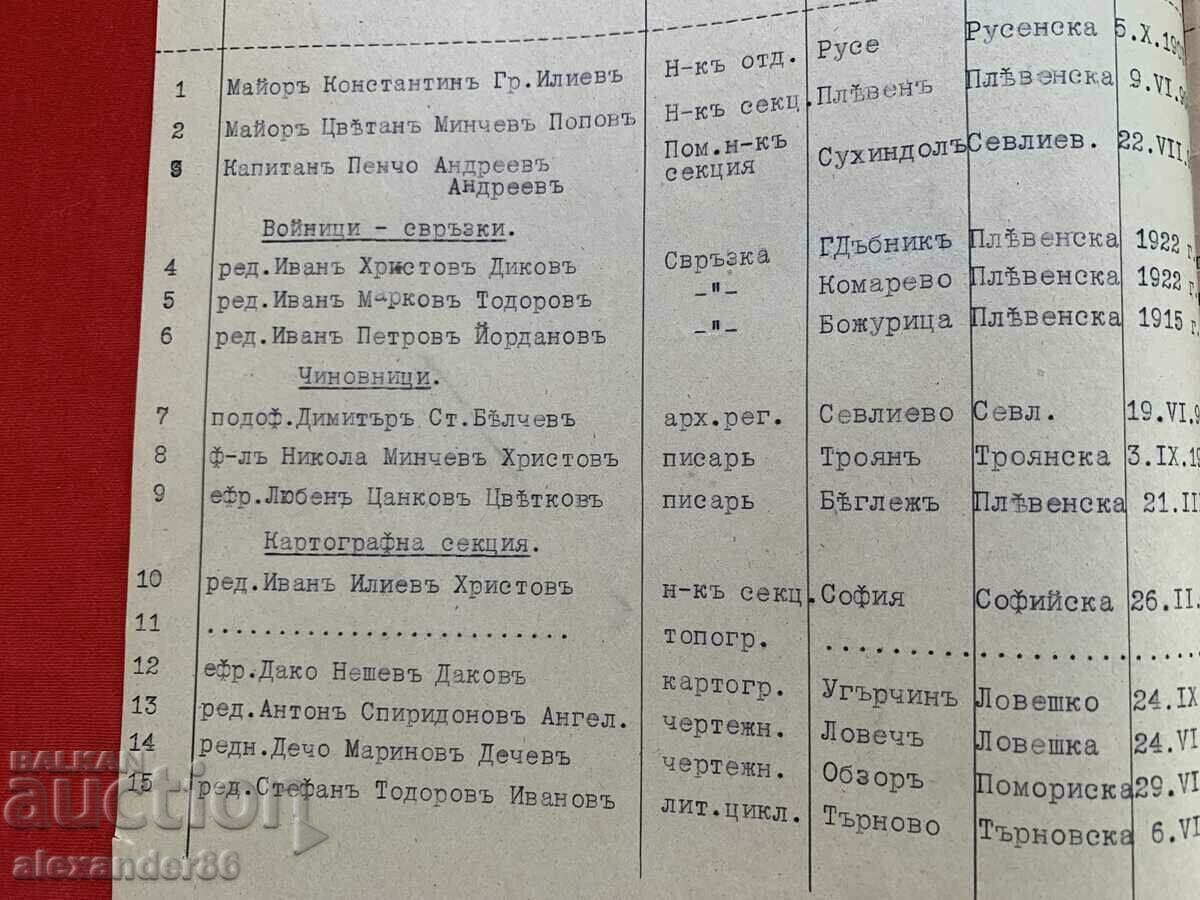 1 Майоръ Константинъ Гр.Илиевъ Н-къ отд. Русе Русенска 5.X.190
2 Майоръ Цвѣтанъ Минчевъ Поповъ Н-къ секц. Плѣвенъ Плѣвенска 9.VI.9
3 Капитанъ Пенчо Андреевъ Пом.н-къ Сухиндолъ Севлиев. 22.VII.
Андреевъ секция
Войници - свръзки.
4 ред.Иванъ Христовъ Диковъ Свръзка ГДъбникъ Плѣвенска 1922 г.
5 ред.Иванъ Марковъ Тодоровъ -"- Комарево Плѣвенска 1922 г.
6 ред.Иванъ Петровъ Йордановъ -"- Божурица Плѣвенска 1915 г.
Чиновници.
7 подоф.Димитъръ Ст.Бѣлчевъ арх.рег. Севлиево Севл. 19.VI.9
8 ф-лъ Никола Минчевъ Христовъ писарь Троянъ Троянска 3.IX.19
9 ефр.Любенъ Цанковъ Цвѣтковъ писарь Бѣглежъ Плѣвенска 21.II
Картографна секция.
10 ред.Иванъ Илиевъ Христовъ н-къ секц. София Софийска 26.II.
11 .......................... топогр. ......................
12 ефр.Дако Нешевъ Даковъ картогр. Угърчинъ Ловешко 24.IX
13 ред.Антонъ Спиридоновъ Ангел. чертежн. Ловечъ Ловешка 24.VI
14 редн.Дечо Мариновъ Дечевъ чертежн. Обзоръ Помориска 29.VI
15 ред.Стефанъ Тодоровъ Ивановъ лит.цикл. Търново Търновска 6.VI
BALKAN
auction
alexander86